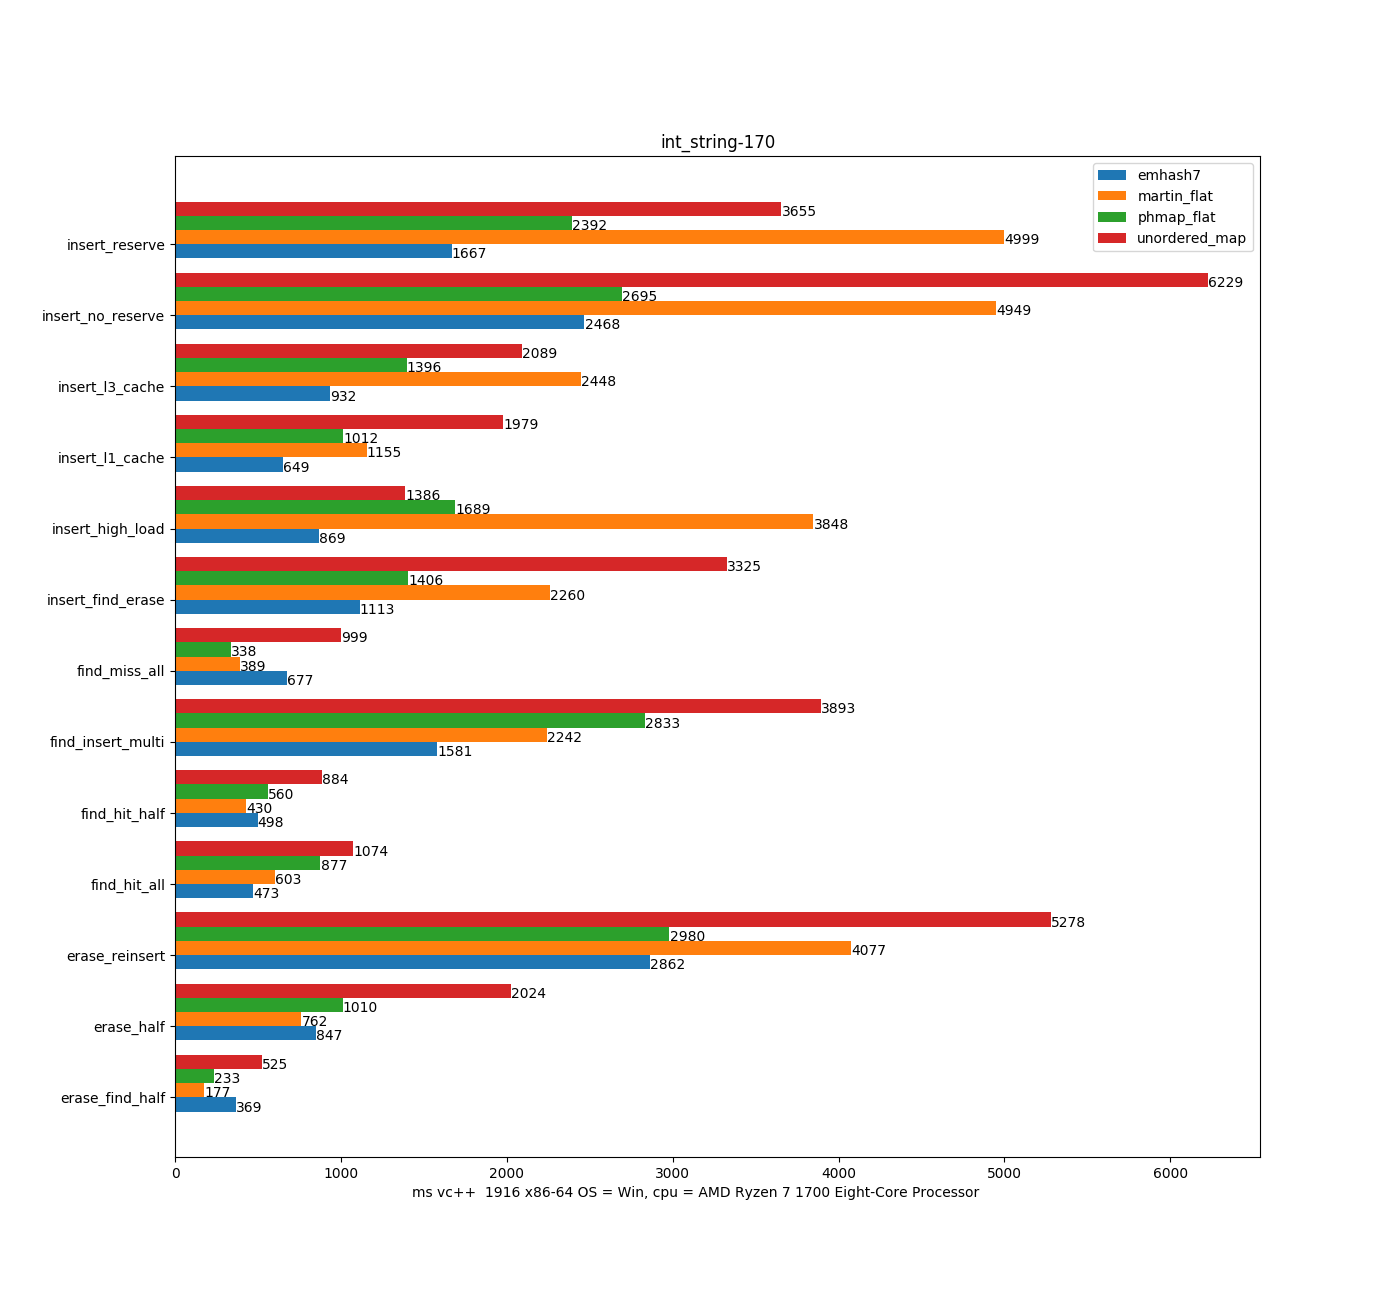 int_string-170
emhash7
martin_flat
phmap_flat
unordered_map
3655
2392
insert_reserve
4999
1667
6229
2695
insert_no_reserve
4949
2468
2089
1396
insert_l3_cache
2448
932
1979
1012
insert_l1_cache
1155
649
1386
1689
insert_high_load
3848
869
3325
1406
insert_find_erase
2260
1113
999
338
find_miss_all
389
677
3893
2833
find_insert_multi
2242
1581
884
560
find_hit_half
430
498
1074
877
find_hit_all
603
473
5278
2980
erase_reinsert
4077
2862
2024
1010
erase_half
762
847
525
233
erase_find_half
177
369
0 1000 2000 3000 4000 5000 6000
ms vc++  1916 x86-64 OS = Win, cpu = AMD Ryzen 7 1700 Eight-Core Processor